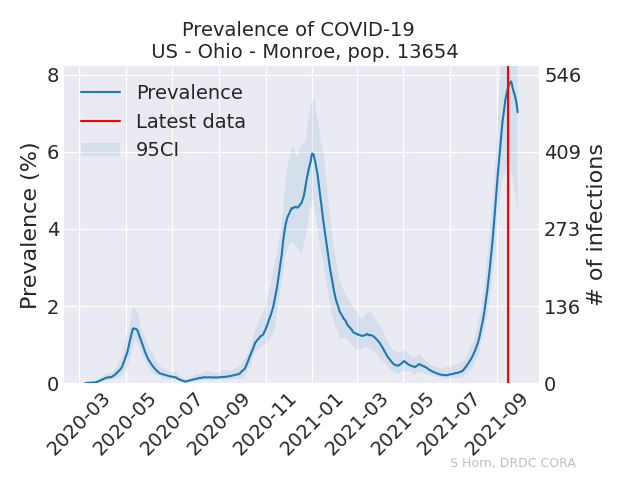 Prevalence of COVID-19
US - Ohio - Monroe, pop. 13654
Prevalence
Latest data
95CI
Prevalence (%)
8
6
4
2
0
546
409
273
136
0
# of infections
2020-03
2020-05
2020-07
2020-09
2020-11
2021-01
2021-03
2021-05
2021-07
2021-09
S Horn, DRDC CORA